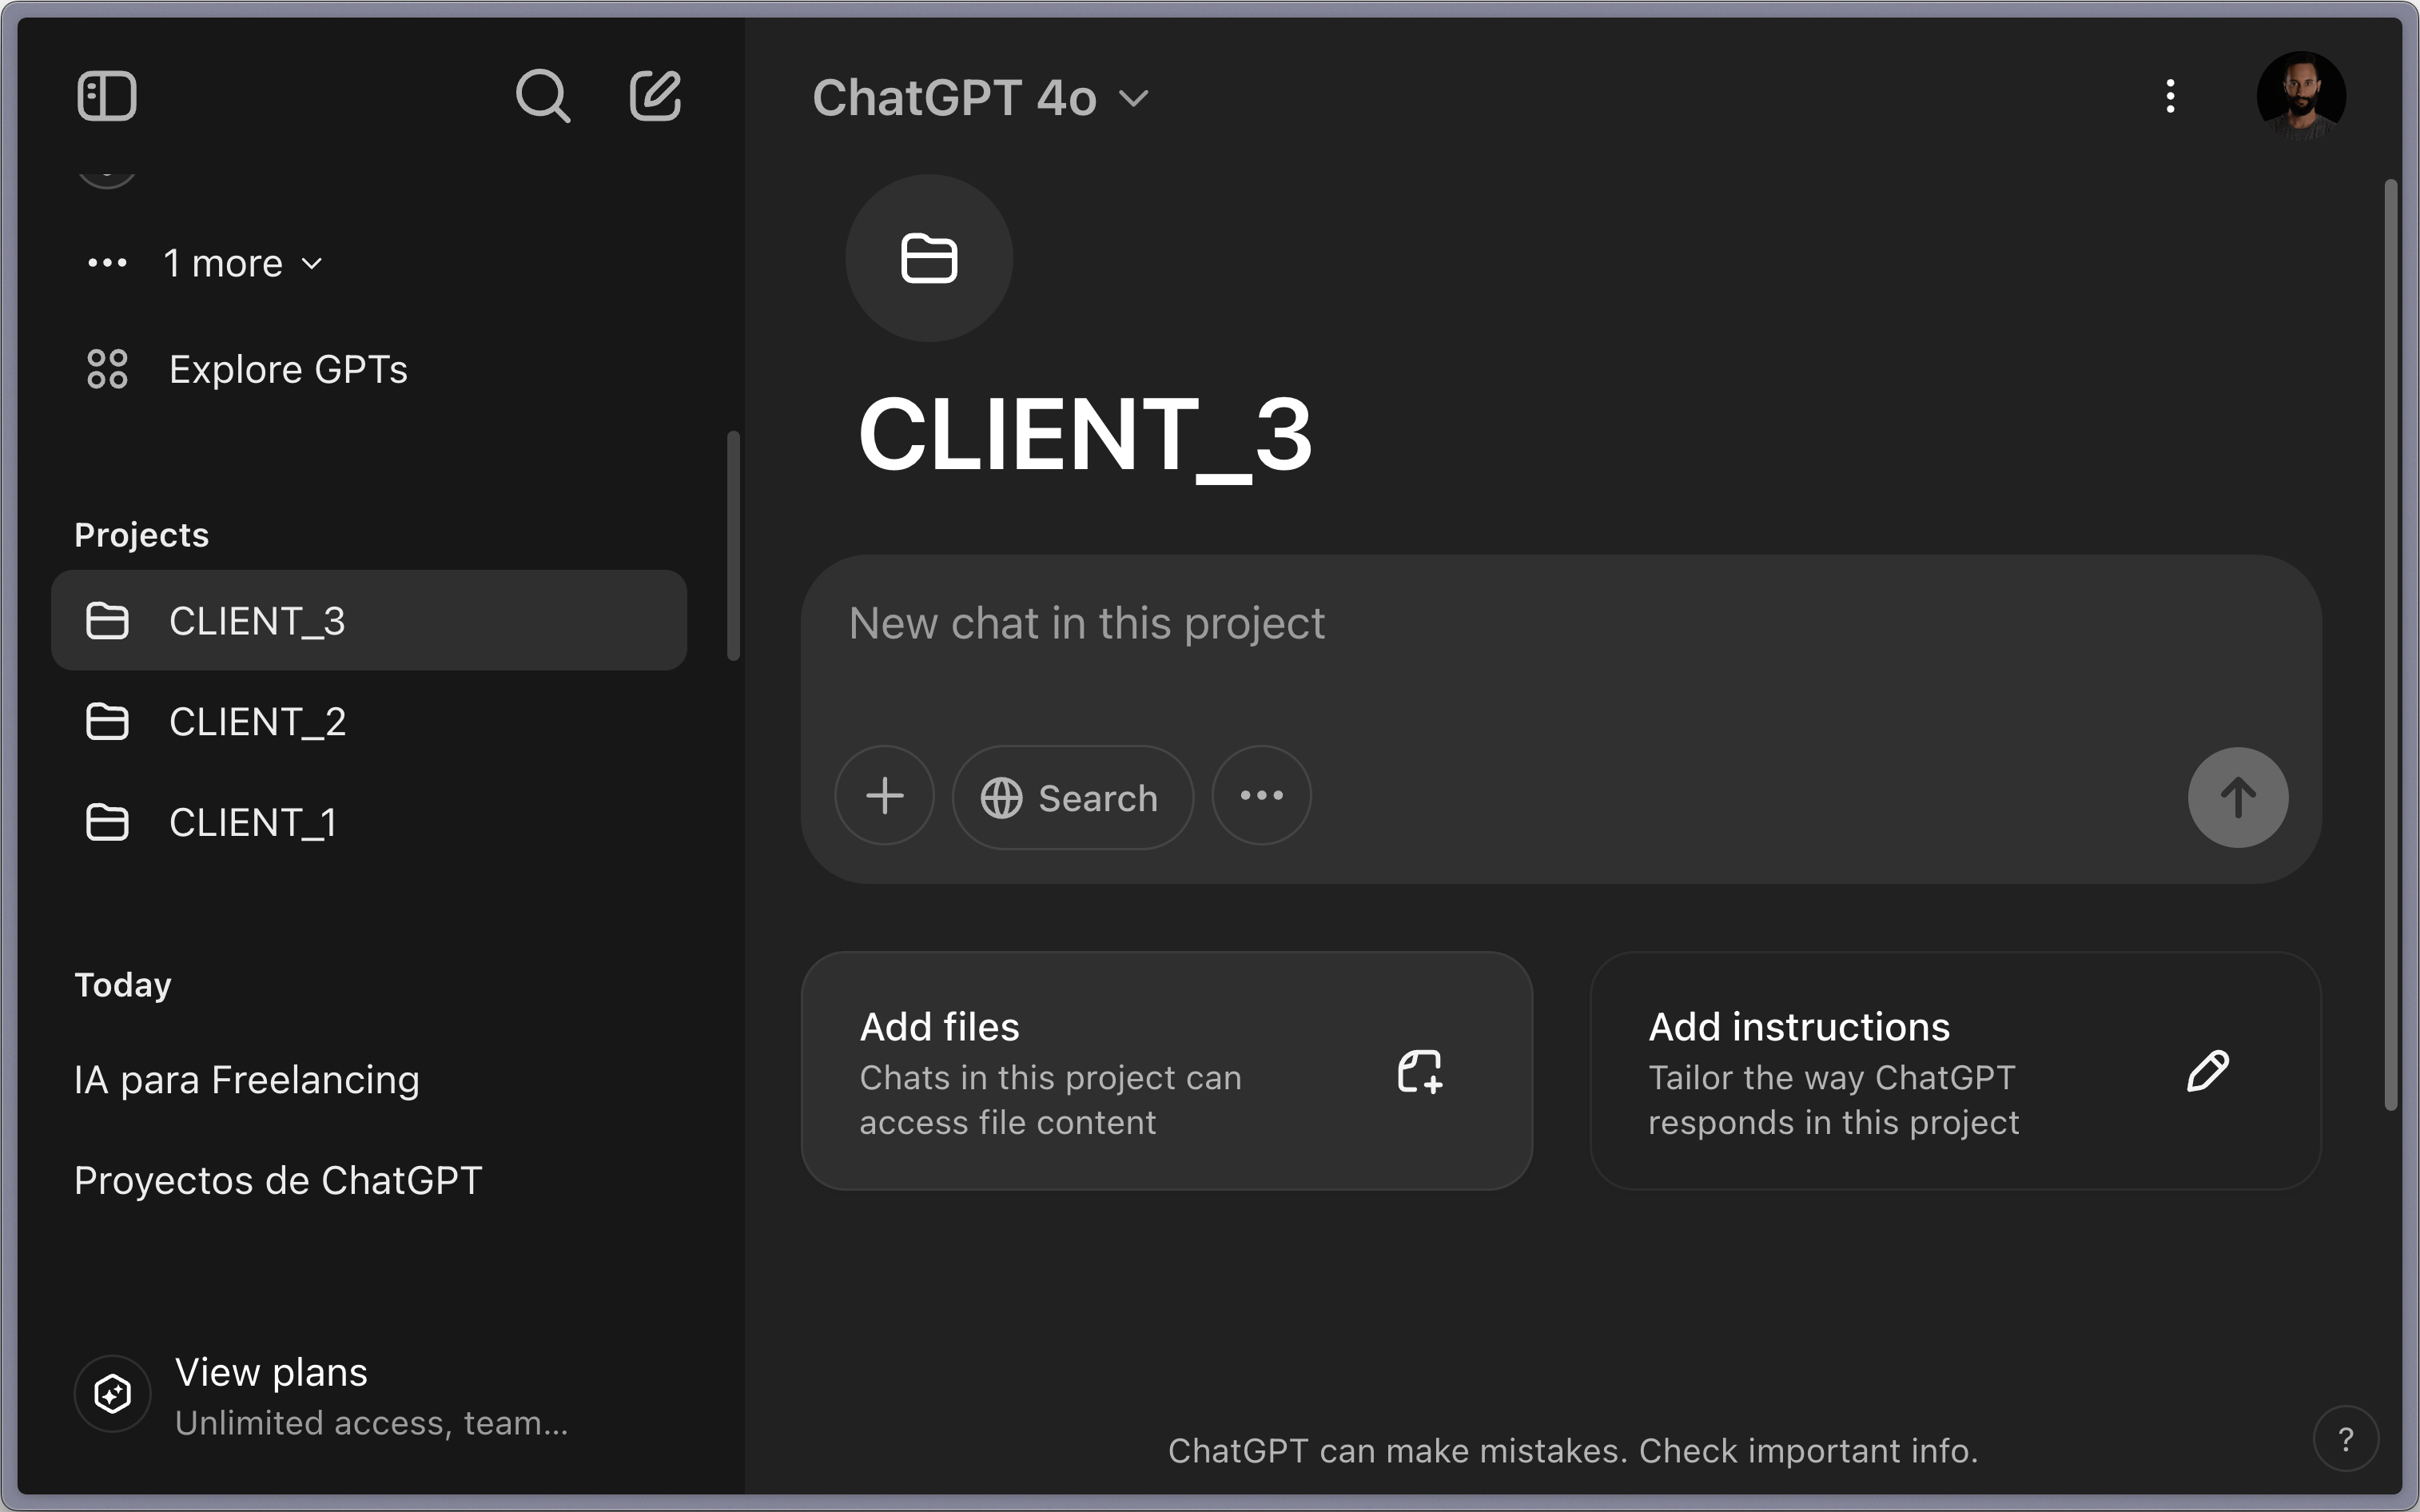 ChatGPT 4o
1 more
Explore GPTs
Projects
CLIENT_3
CLIENT_2
CLIENT_1
Today
IA para Freelancing
Proyectos de ChatGPT
View plans
Unlimited access, team...
CLIENT_3
New chat in this project
Search
Add files
Chats in this project can
access file content
Add instructions
Tailor the way ChatGPT
responds in this project
ChatGPT can make mistakes. Check important info.
?